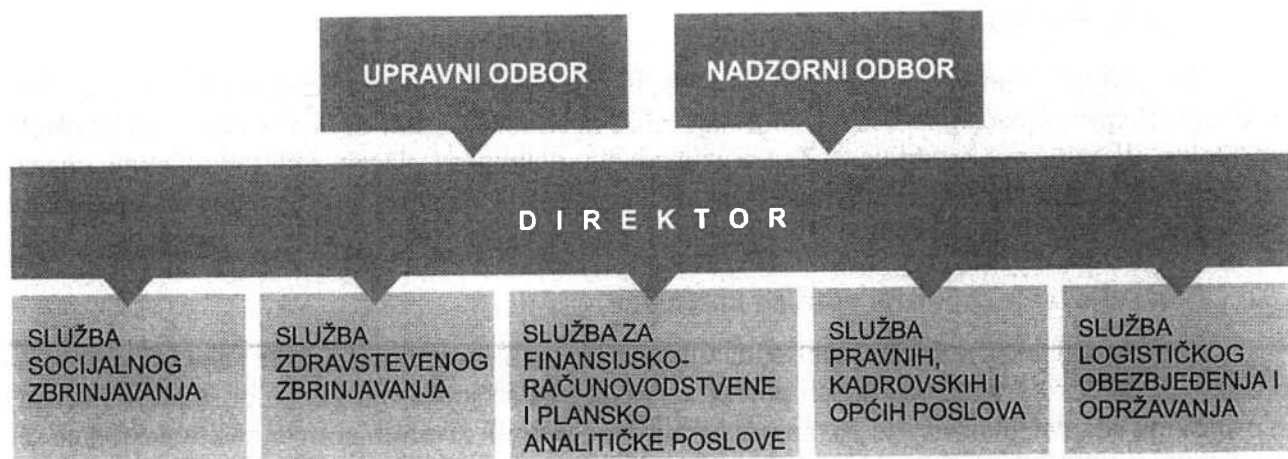 UPRAVNI ODBOR
NADZORNI ODBOR
DIREKTOR
SLUŽBA
SOCIJALNOG
ZBRINJAVANJA
SLUŽBA
ZDRAVSTEVENOG
ZBRINJAVANJA
SLUŽBA ZA
FINANSIJSKO-
RAČUNOVODSTVENE
I PLANSKO
ANALITIČKE POSLOVE
SLUŽBA
PRAVNIH,
KADROVSKIH I
OPĆIH POSLOVA
SLUŽBA
LOGISTIČKOG
OBEZBJEĐENJA I
ODRŽAVANJA